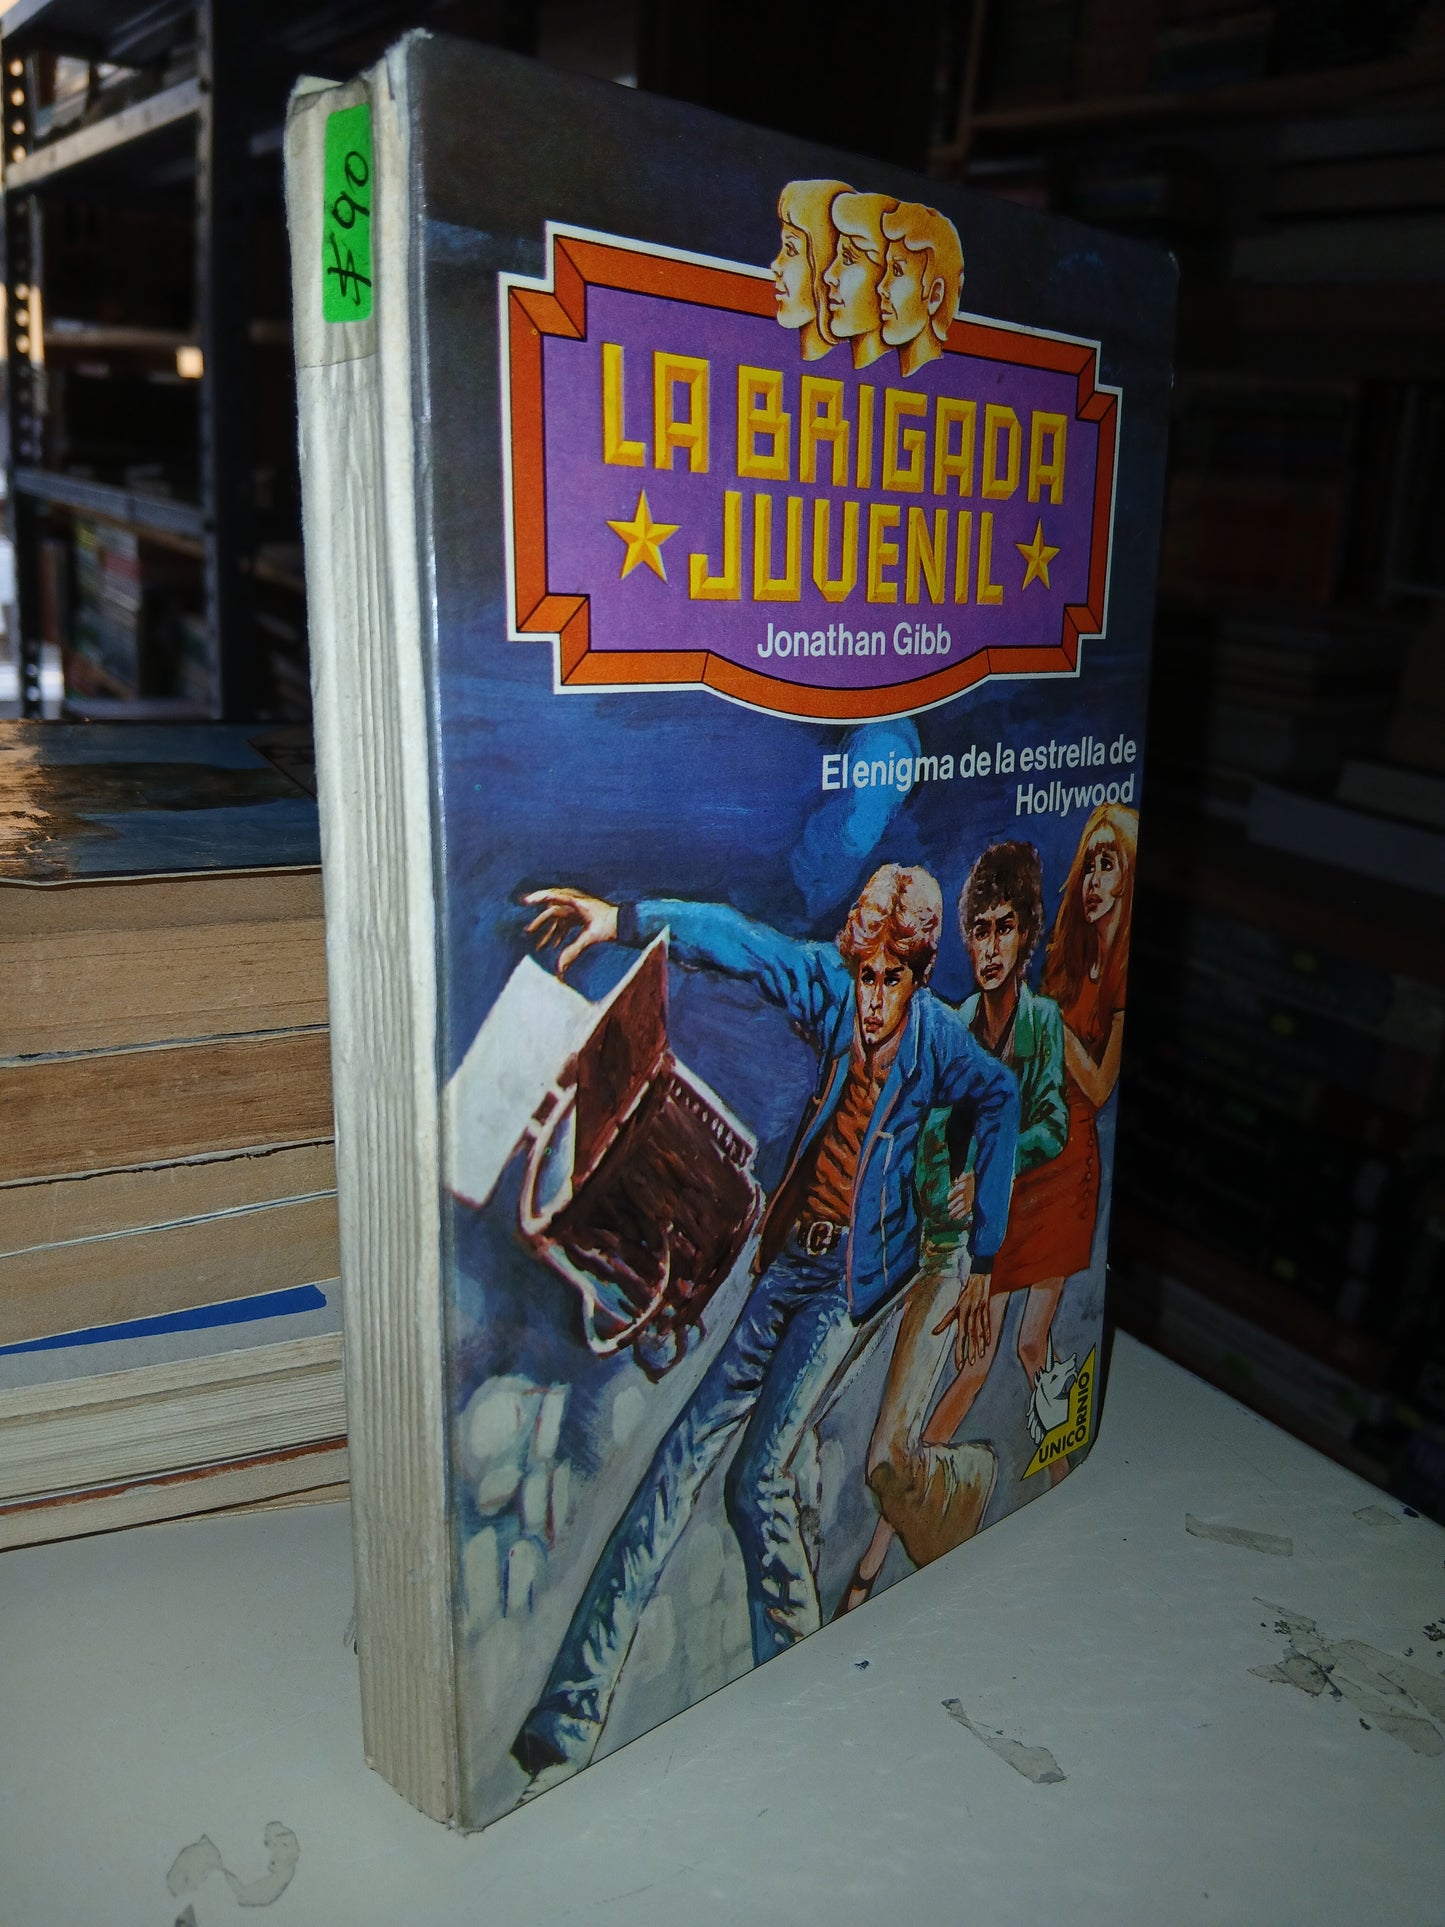 $90
LA BRIGADA
JUVENIL
Jonathan Gibb
El enigma de la estrella de
Hollywood
UNICORNIO